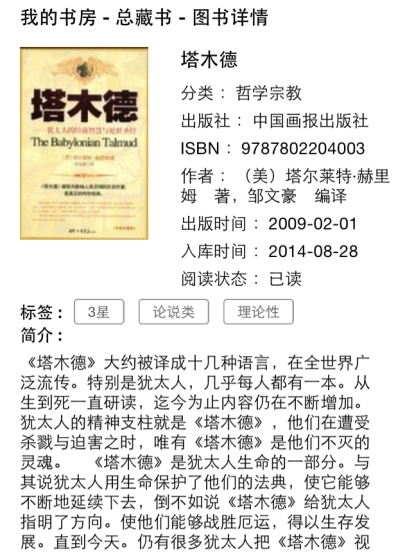 我的书房 - 总藏书 - 图书详情
塔木德
犹太人的经商智慧与处世圣经
The Babylonian Talmud
塔木德
分类： 哲学宗教
出版社： 中国画报出版社
ISBN： 9787802204003
作者： （美）塔尔莱特·赫里
姆 著，邹文豪 编译
出版时间： 2009-02-01
入库时间： 2014-08-28
阅读状态： 已读
标签： 3星 论说类 理论性
简介：
《塔木德》大约被译成十几种语言，在全世界广
泛流传。特别是犹太人，几乎每人都有一本。从
生到死一直研读，迄今为止内容仍在不断增加。
犹太人的精神支柱就是《塔木德》，他们在遭受
杀戮与迫害之时，唯有《塔木德》是他们不灭的
灵魂。 《塔木德》是犹太人生命的一部分。与
其说犹太人用生命保护了他们的法典，使它能够
不断地延续下去，倒不如说《塔木德》给犹太人
指明了方向。使他们能够战胜厄运，得以生存发
展。直到今天。仍有很多犹太人把《塔木德》视